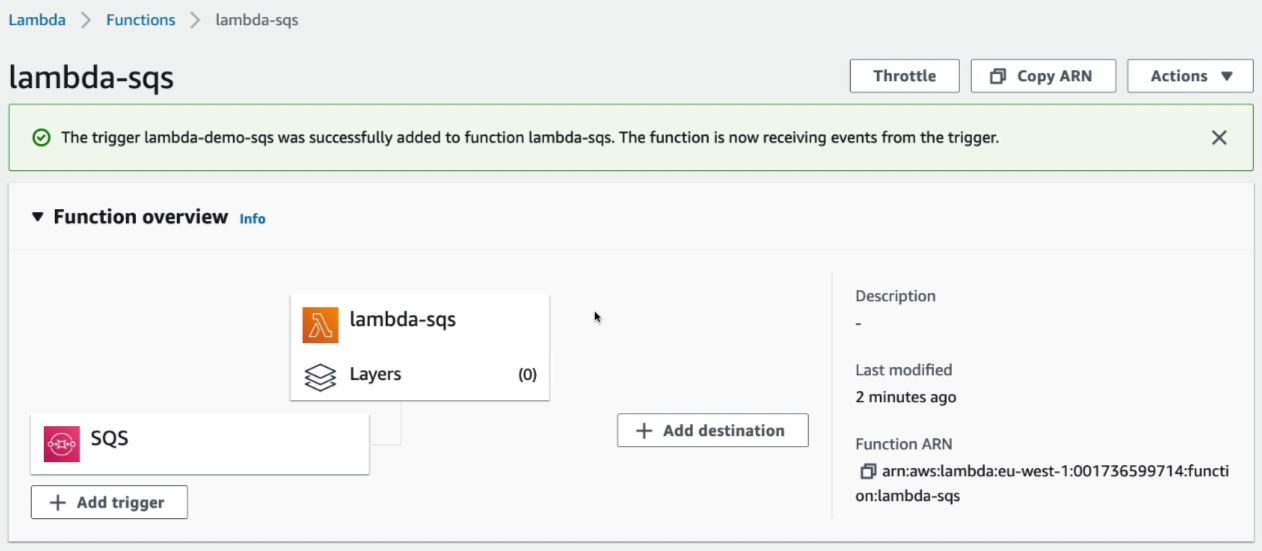 Lambda > Functions > lambda-sqs
lambda-sqs
Throttle
Copy ARN
Actions
The trigger lambda-demo-sqs was successfully added to function lambda-sqs. The function is now receiving events from the trigger.
Function overview Info
lambda-sqs
Layers (0)
SQS
+ Add trigger
+ Add destination
Description
-
Last modified
2 minutes ago
Function ARN
arn:aws:lambda:eu-west-1:001736599714:functi
on:lambda-sqs